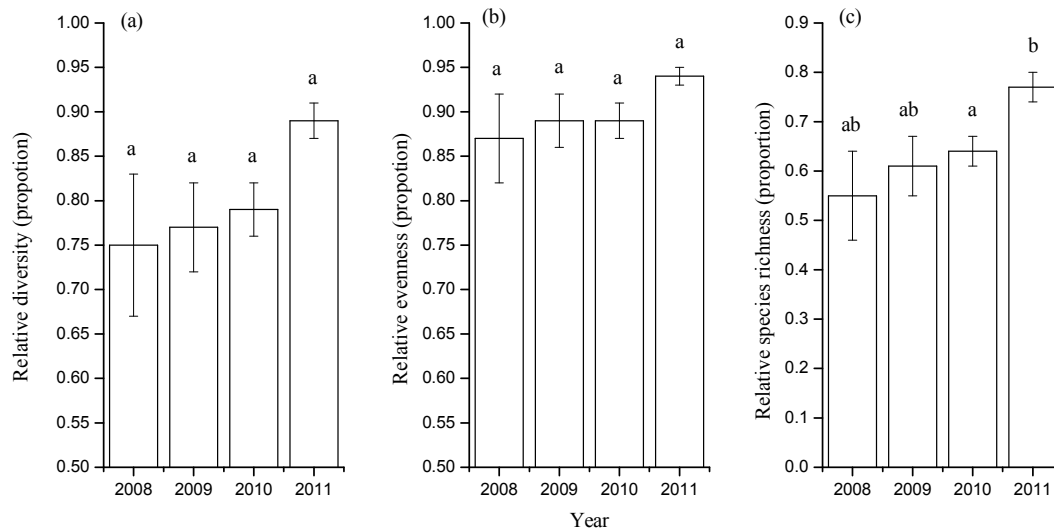 (a)
Relative diversity (propotion)
1.00
0.95
0.90
0.85
0.80
0.75
0.70
0.65
0.60
0.55
0.50
a
a
a
a
2008
2009
2010
2011
(b)
Relative evenness (propotion)
1.00
0.95
0.90
0.85
0.80
0.75
0.70
0.65
0.60
0.55
0.50
a
a
a
a
2008
2009
2010
2011
Year
(c)
Relative species richness (proportion)
0.9
0.8
0.7
0.6
0.5
0.4
0.3
0.2
0.1
0.0
ab
ab
a
b
2008
2009
2010
2011